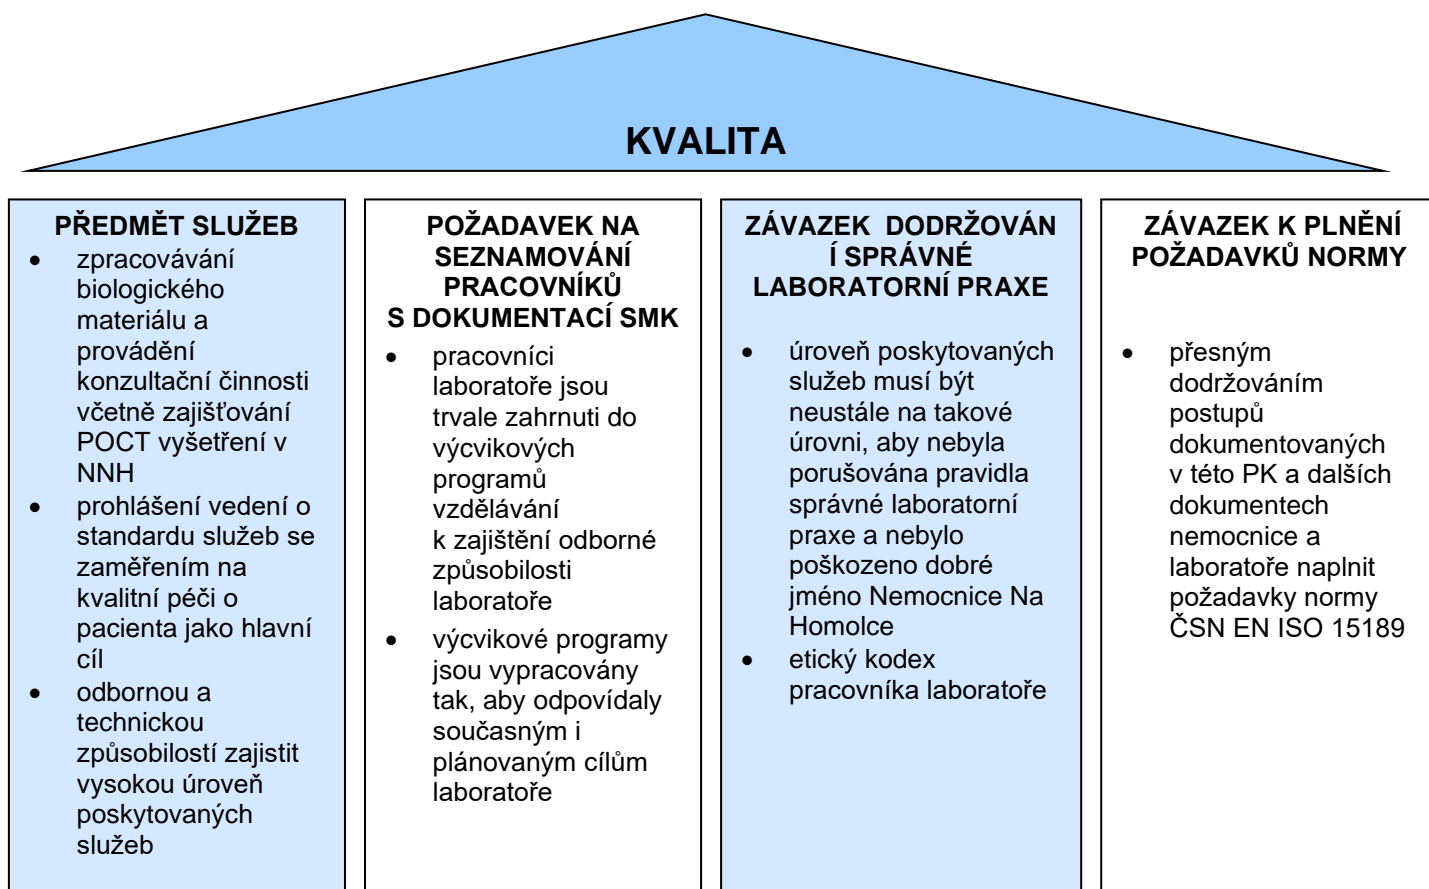 KVALITA
PŘEDMĚT SLUŽEB
• zpracovávání
biologického
materiálu a
provádění
konzultační činnosti
včetně zajišťování
POCT vyšetření v
NNH
• prohlášení vedení o
standardu služeb se
zaměřením na
kvalitní péči o
pacienta jako hlavní
cíl
• odbornou a
technickou
způsobilostí zajistit
vysokou úroveň
poskytovaných
služeb
POŽADAVEK NA
SEZNAMOVÁNÍ
PRACOVNÍKŮ
S DOKUMENTACÍ SMK
• pracovníci
laboratoře jsou
trvale zahrnuti do
výcvikových
programů
vzdělávání
k zajištění odborné
způsobilosti
laboratoře
• výcvikové programy
jsou vypracovány
tak, aby odpovídaly
současným i
plánovaným cílům
laboratoře
ZÁVAZEK DODRŽOVÁN
Í SPRÁVNÉ
LABORATORNÍ PRAXE
• úroveň poskytovaných
služeb musí být
neustále na takové
úrovni, aby nebyla
porušována pravidla
správné laboratorní
praxe a nebylo
poškozeno dobré
jméno Nemocnice Na
Homolce
• etický kodex
pracovníka laboratoře
ZÁVAZEK K PLNĚNÍ
POŽADAVKŮ NORMY
• přesným
dodržováním
postupů
dokumentovaných
v této PK a dalších
dokumentech
nemocnice a
laboratoře naplnit
požadavky normy
ČSN EN ISO 15189